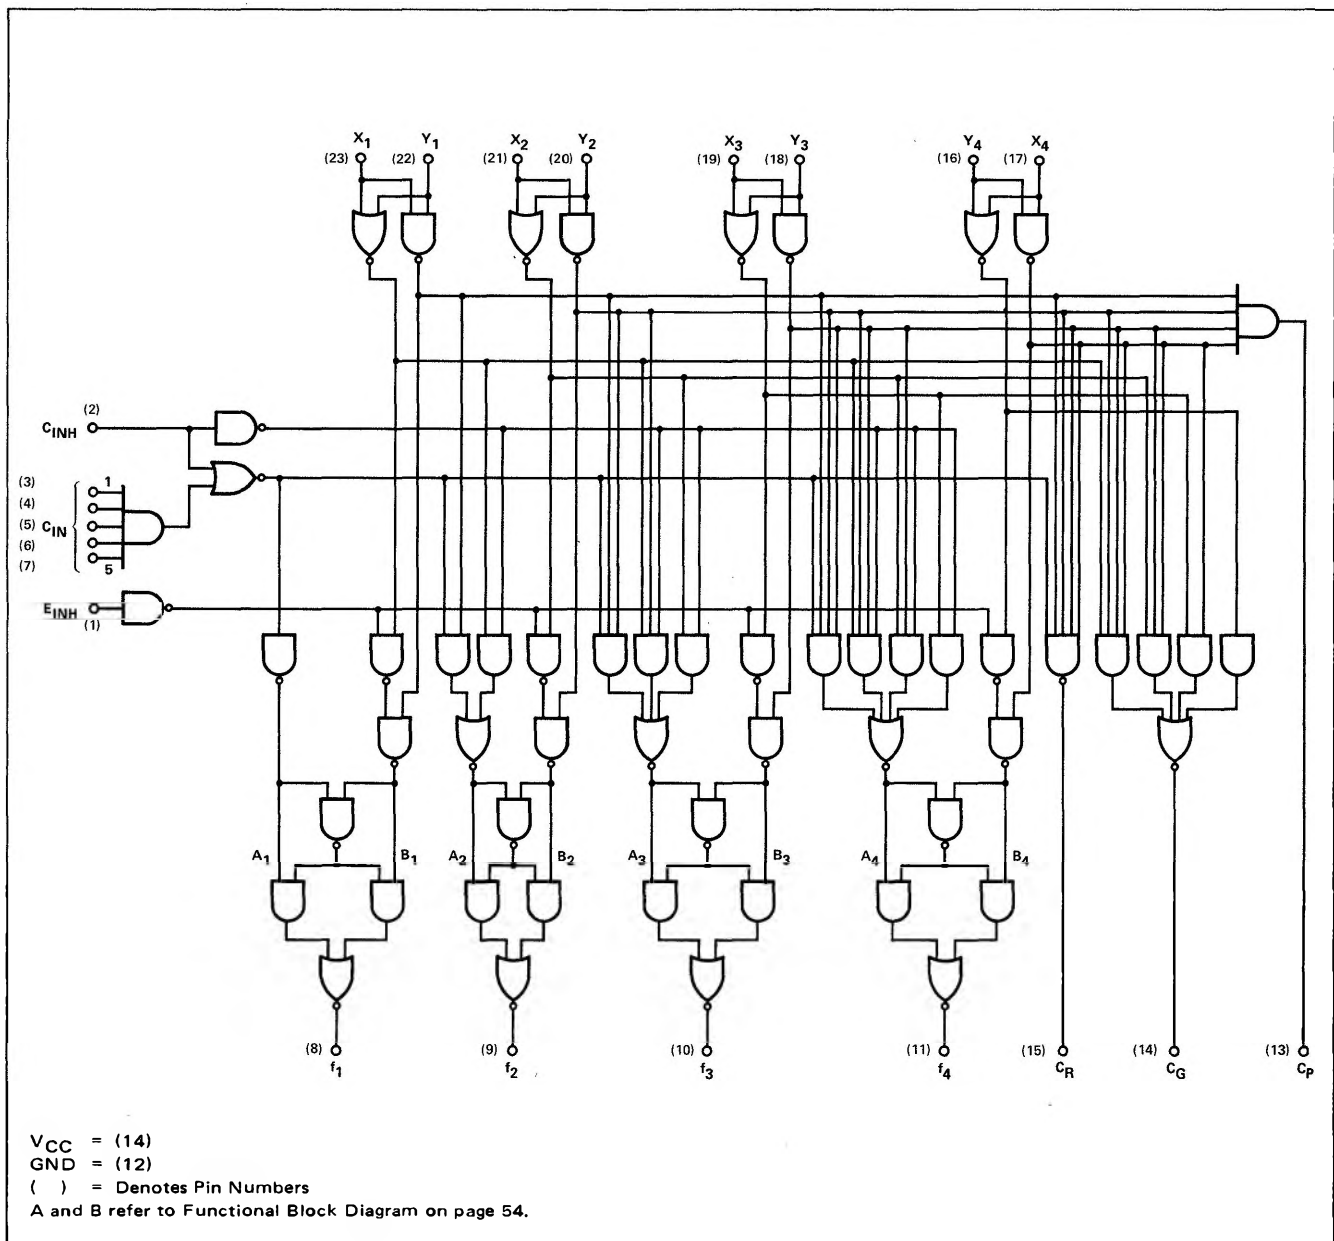 X1 Y1 X2 Y2 X3 Y3 Y4 X4
(23) (22) (21) (20) (19) (18) (16) (17)
(2)
CINH
(3) 1
(4)
(5) CIN
(6)
(7) 5
EINH
(1)
A1 B1 A2 B2 A3 B3 A4 B4
(8) (9) (10) (11) (15) (14) (13)
f1 f2 f3 f4 CR CG CP
VCC = (14)
GND = (12)
( ) = Denotes Pin Numbers
A and B refer to Functional Block Diagram on page 54.